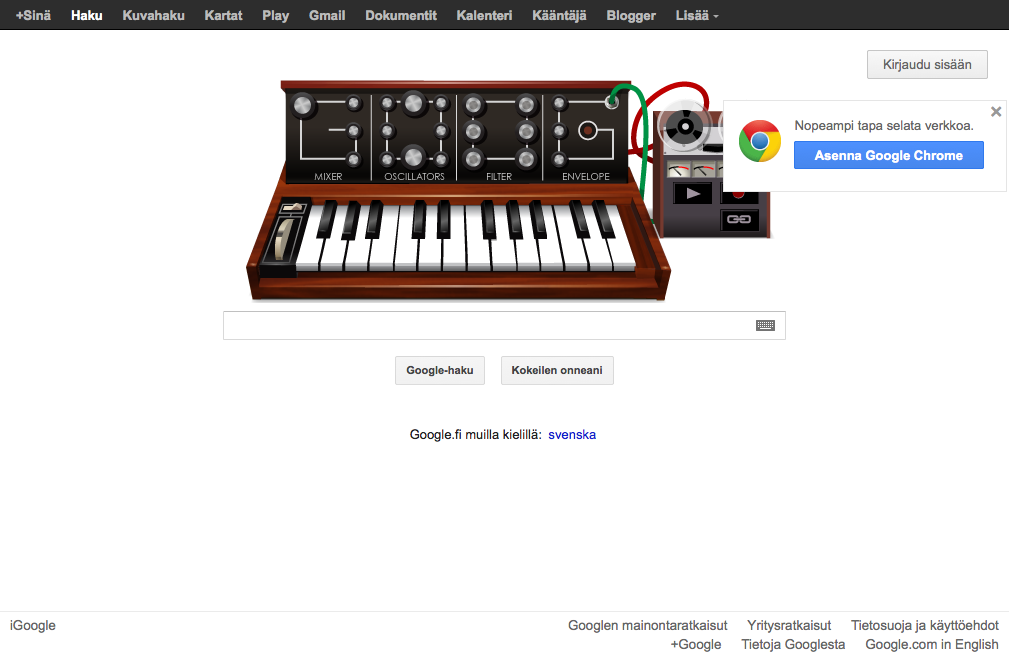 +Sinä Haku Kuvahaku Kartat Play Gmail Dokumentit Kalenteri Kääntäjä Blogger Lisää
Kirjaudu sisään
Nopeampi tapa selata verkkoa.
Asenna Google Chrome
MIXER OSCILLATORS FILTER ENVELOPE
Google-haku Kokeilen onneani
Google.fi muilla kielillä: svenska
iGoogle Googlen mainontaratkaisut Yritysratkaisut Tietosuoja ja käyttöehdot
+Google Tietoja Googlesta Google.com in English